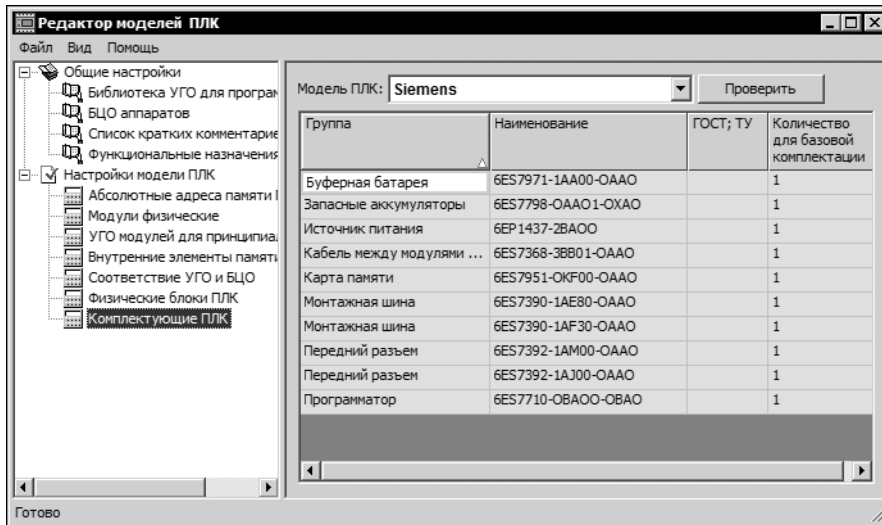 Редактор моделей ПЛК
Файл Вид Помощь
Общие настройки
Библиотека УГО для програм
БЦО аппаратов
Список кратких комментарие
Функциональные назначения
Настройки модели ПЛК
Абсолютные адреса памяти
Модули физические
УГО модулей для принципиа
Внутренние элементы памяти
Соответствие УГО и БЦО
Физические блоки ПЛК
Комплектующие ПЛК
Модель ПЛК: Siemens Проверить
Группа Наименование ГОСТ; ТУ Количество
для базовой
комплектации
Буферная батарея 6ES7971-1AA00-OAAO 1
Запасные аккумуляторы 6ES7798-OAAO1-OXAO 1
Источник питания 6EP1437-2BAOO 1
Кабель между модулями ... 6ES7368-3BB01-OAAO 1
Карта памяти 6ES7951-OKF00-OAAO 1
Монтажная шина 6ES7390-1AE80-OAAO 1
Монтажная шина 6ES7390-1AF30-OAAO 1
Передний разъем 6ES7392-1AM00-OAAO 1
Передний разъем 6ES7392-1AJ00-OAAO 1
Программатор 6ES7710-OBAOO-OBAO 1
Готово